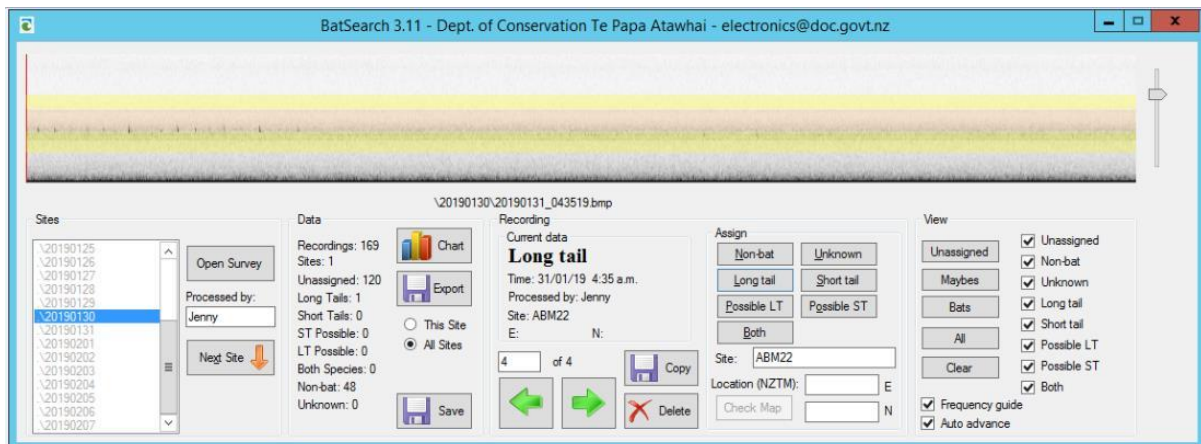 BatSearch 3.11 - Dept. of Conservation Te Papa Atawhai - electronics@doc.govt.nz
\20190130\20190131_043519.bmp
Sites
\20190125
\20190126
\20190127
\20190128
\20190129
\20190130
\20190131
\20190201
\20190202
\20190203
\20190204
\20190205
\20190206
\20190207
Open Survey
Processed by:
Jenny
Next Site
Data
Recordings: 169
Sites: 1
Unassigned: 120
Long Tails: 1
Short Tails: 0
ST Possible: 0
LT Possible: 0
Both Species: 0
Non-bat: 48
Unknown: 0
Chart
Export
This Site
All Sites
Save
Recording
Current data
Long tail
Time: 31/01/19 4:35 a.m.
Processed by: Jenny
Site: ABM22
E: N:
4 of 4
Copy
Delete
Assign
Non-bat Unknown
Long tail Short tail
Possible LT Possible ST
Both
Site: ABM22
Location (NZTM): E
Check Map N
View
Unassigned
Maybes
Bats
All
Clear
Unassigned
Non-bat
Unknown
Long tail
Short tail
Possible LT
Possible ST
Both
Frequency guide
Auto advance